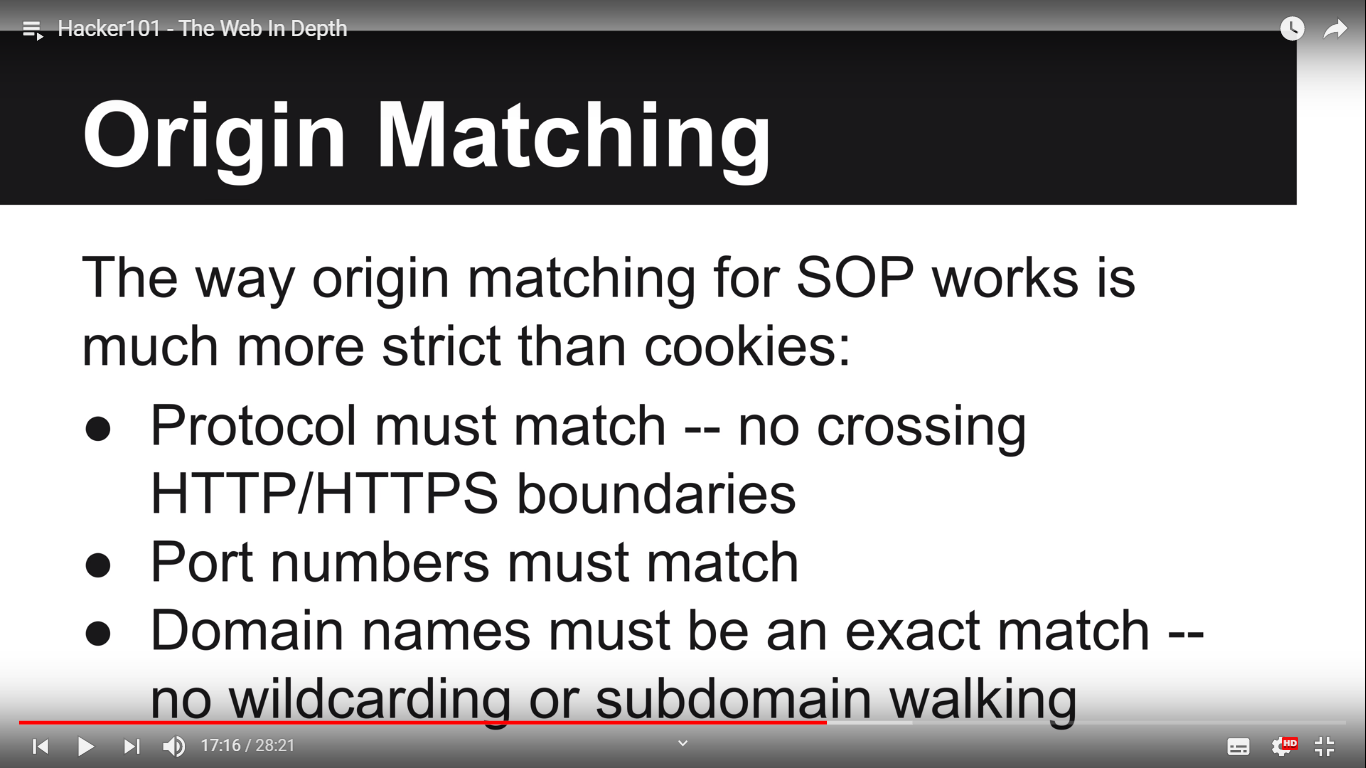 Hacker101 - The Web In Depth
Origin Matching
The way origin matching for SOP works is
much more strict than cookies:
● Protocol must match -- no crossing
HTTP/HTTPS boundaries
● Port numbers must match
● Domain names must be an exact match --
no wildcarding or subdomain walking
17:16 / 28:21
HD